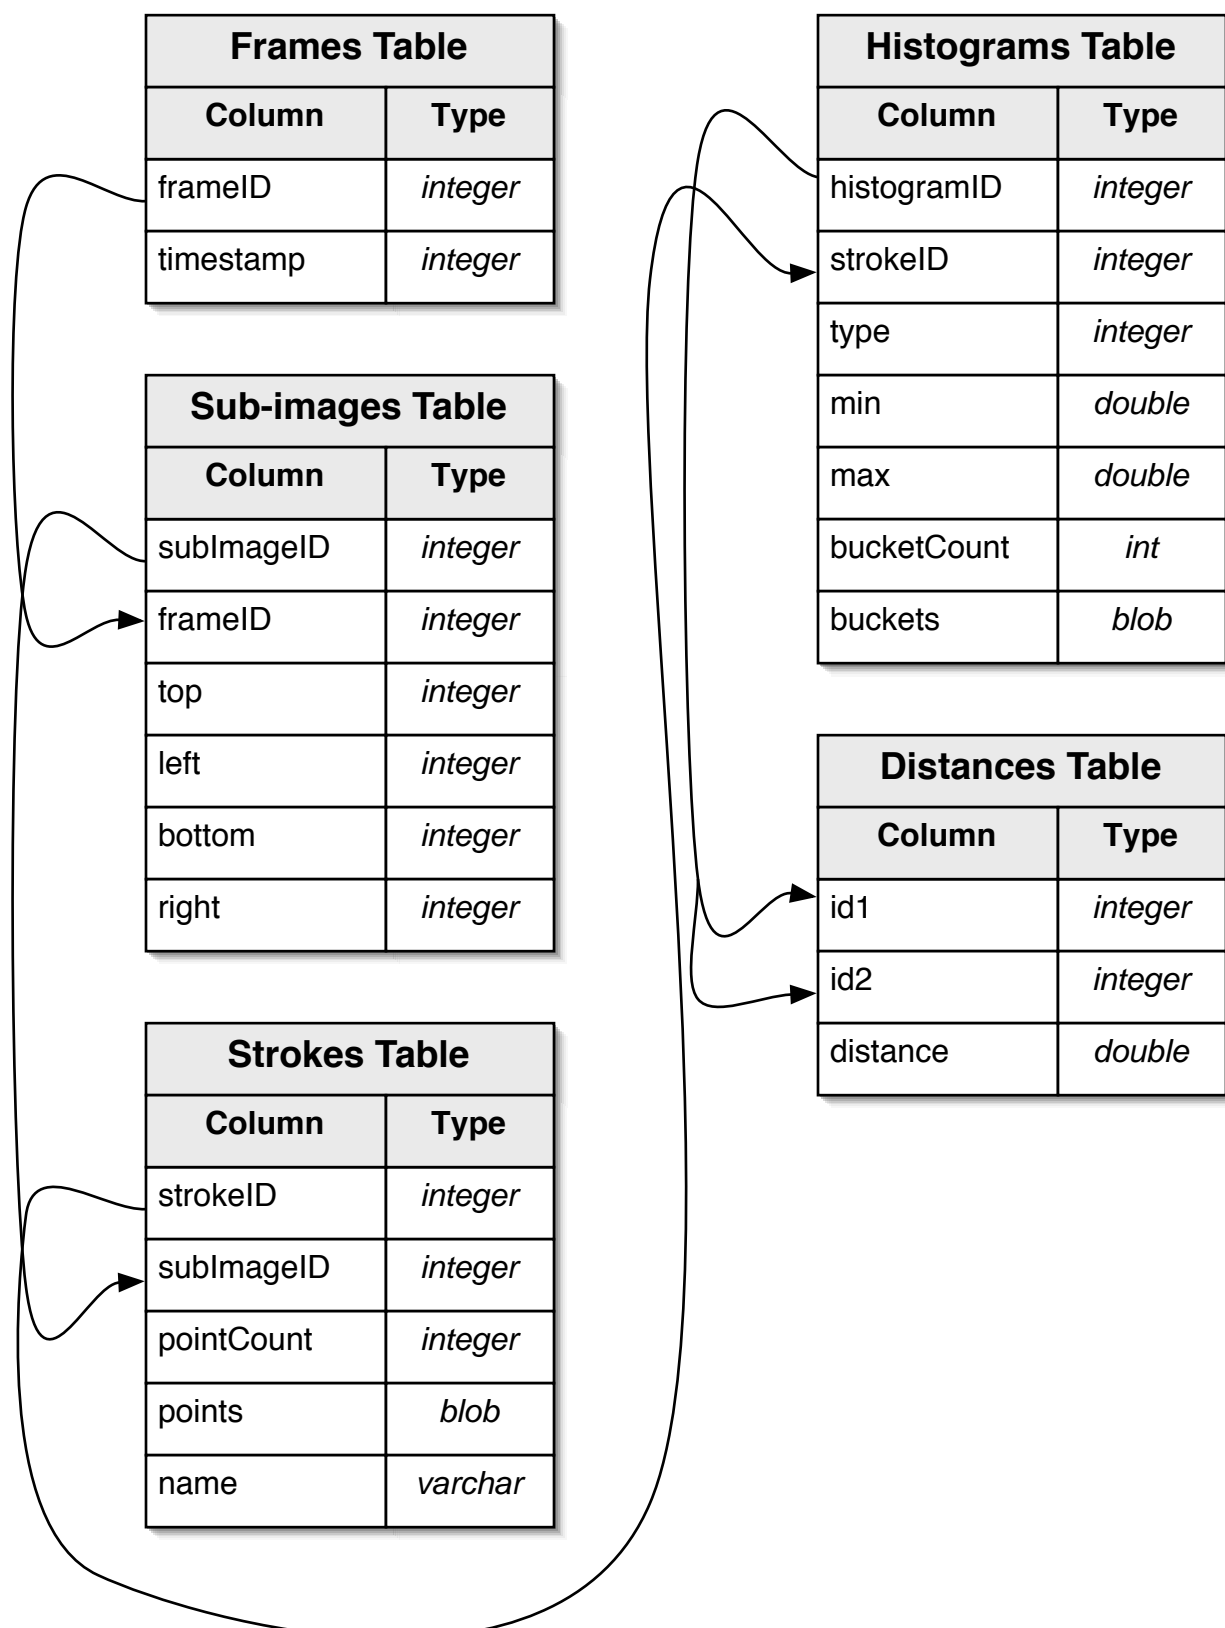 Frames Table
Column Type
frameID integer
timestamp integer
Sub-images Table
Column Type
subImageID integer
frameID integer
top integer
left integer
bottom integer
right integer
Strokes Table
Column Type
strokeID integer
subImageID integer
pointCount integer
points blob
name varchar
Histograms Table
Column Type
histogramID integer
strokeID integer
type integer
min double
max double
bucketCount int
buckets blob
Distances Table
Column Type
id1 integer
id2 integer
distance double